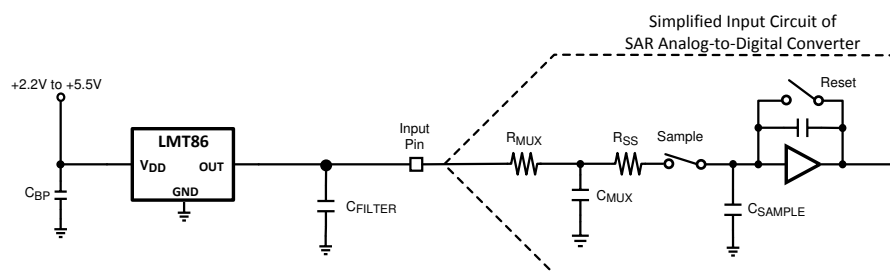 Simplified Input Circuit of
SAR Analog-to-Digital Converter
+2.2V to +5.5V
Reset
LMT86
Input
Pin
RMUX
RSS
Sample
VDD
OUT
GND
CBP
CFILTER
CMUX
CSAMPLE